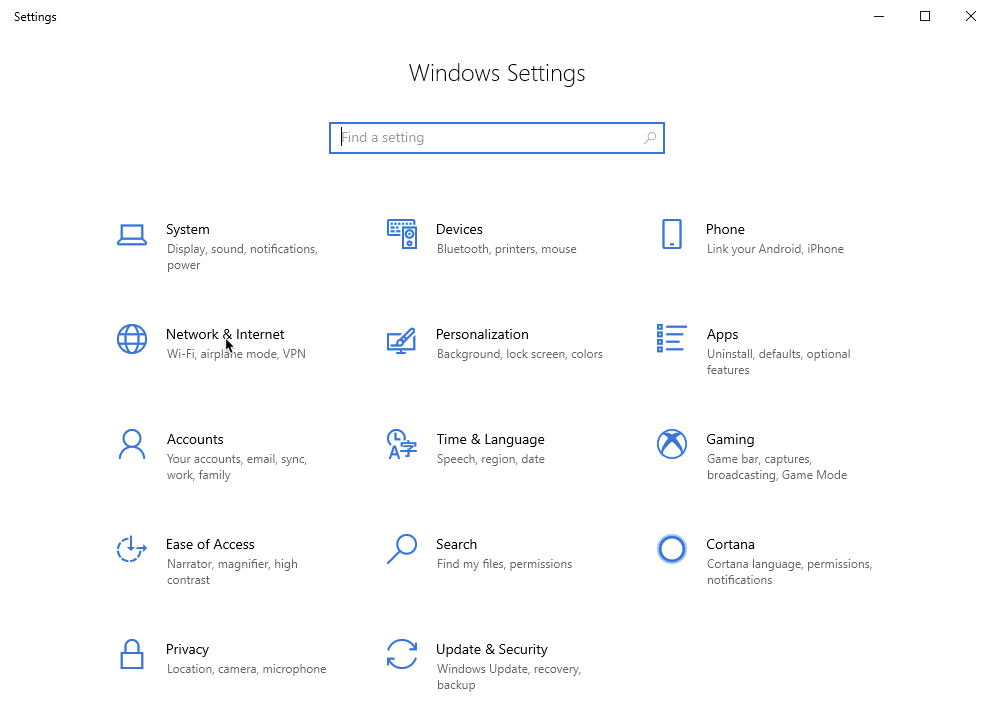 Settings
Windows Settings
Find a setting
System
Display, sound, notifications,
power
Devices
Bluetooth, printers, mouse
Phone
Link your Android, iPhone
Network & Internet
Wi-Fi, airplane mode, VPN
Personalization
Background, lock screen, colors
Apps
Uninstall, defaults, optional
features
Accounts
Your accounts, email, sync,
work, family
Time & Language
Speech, region, date
Gaming
Game bar, captures,
broadcasting, Game Mode
Ease of Access
Narrator, magnifier, high
contrast
Search
Find my files, permissions
Cortana
Cortana language, permissions,
notifications
Privacy
Location, camera, microphone
Update & Security
Windows Update, recovery,
backup